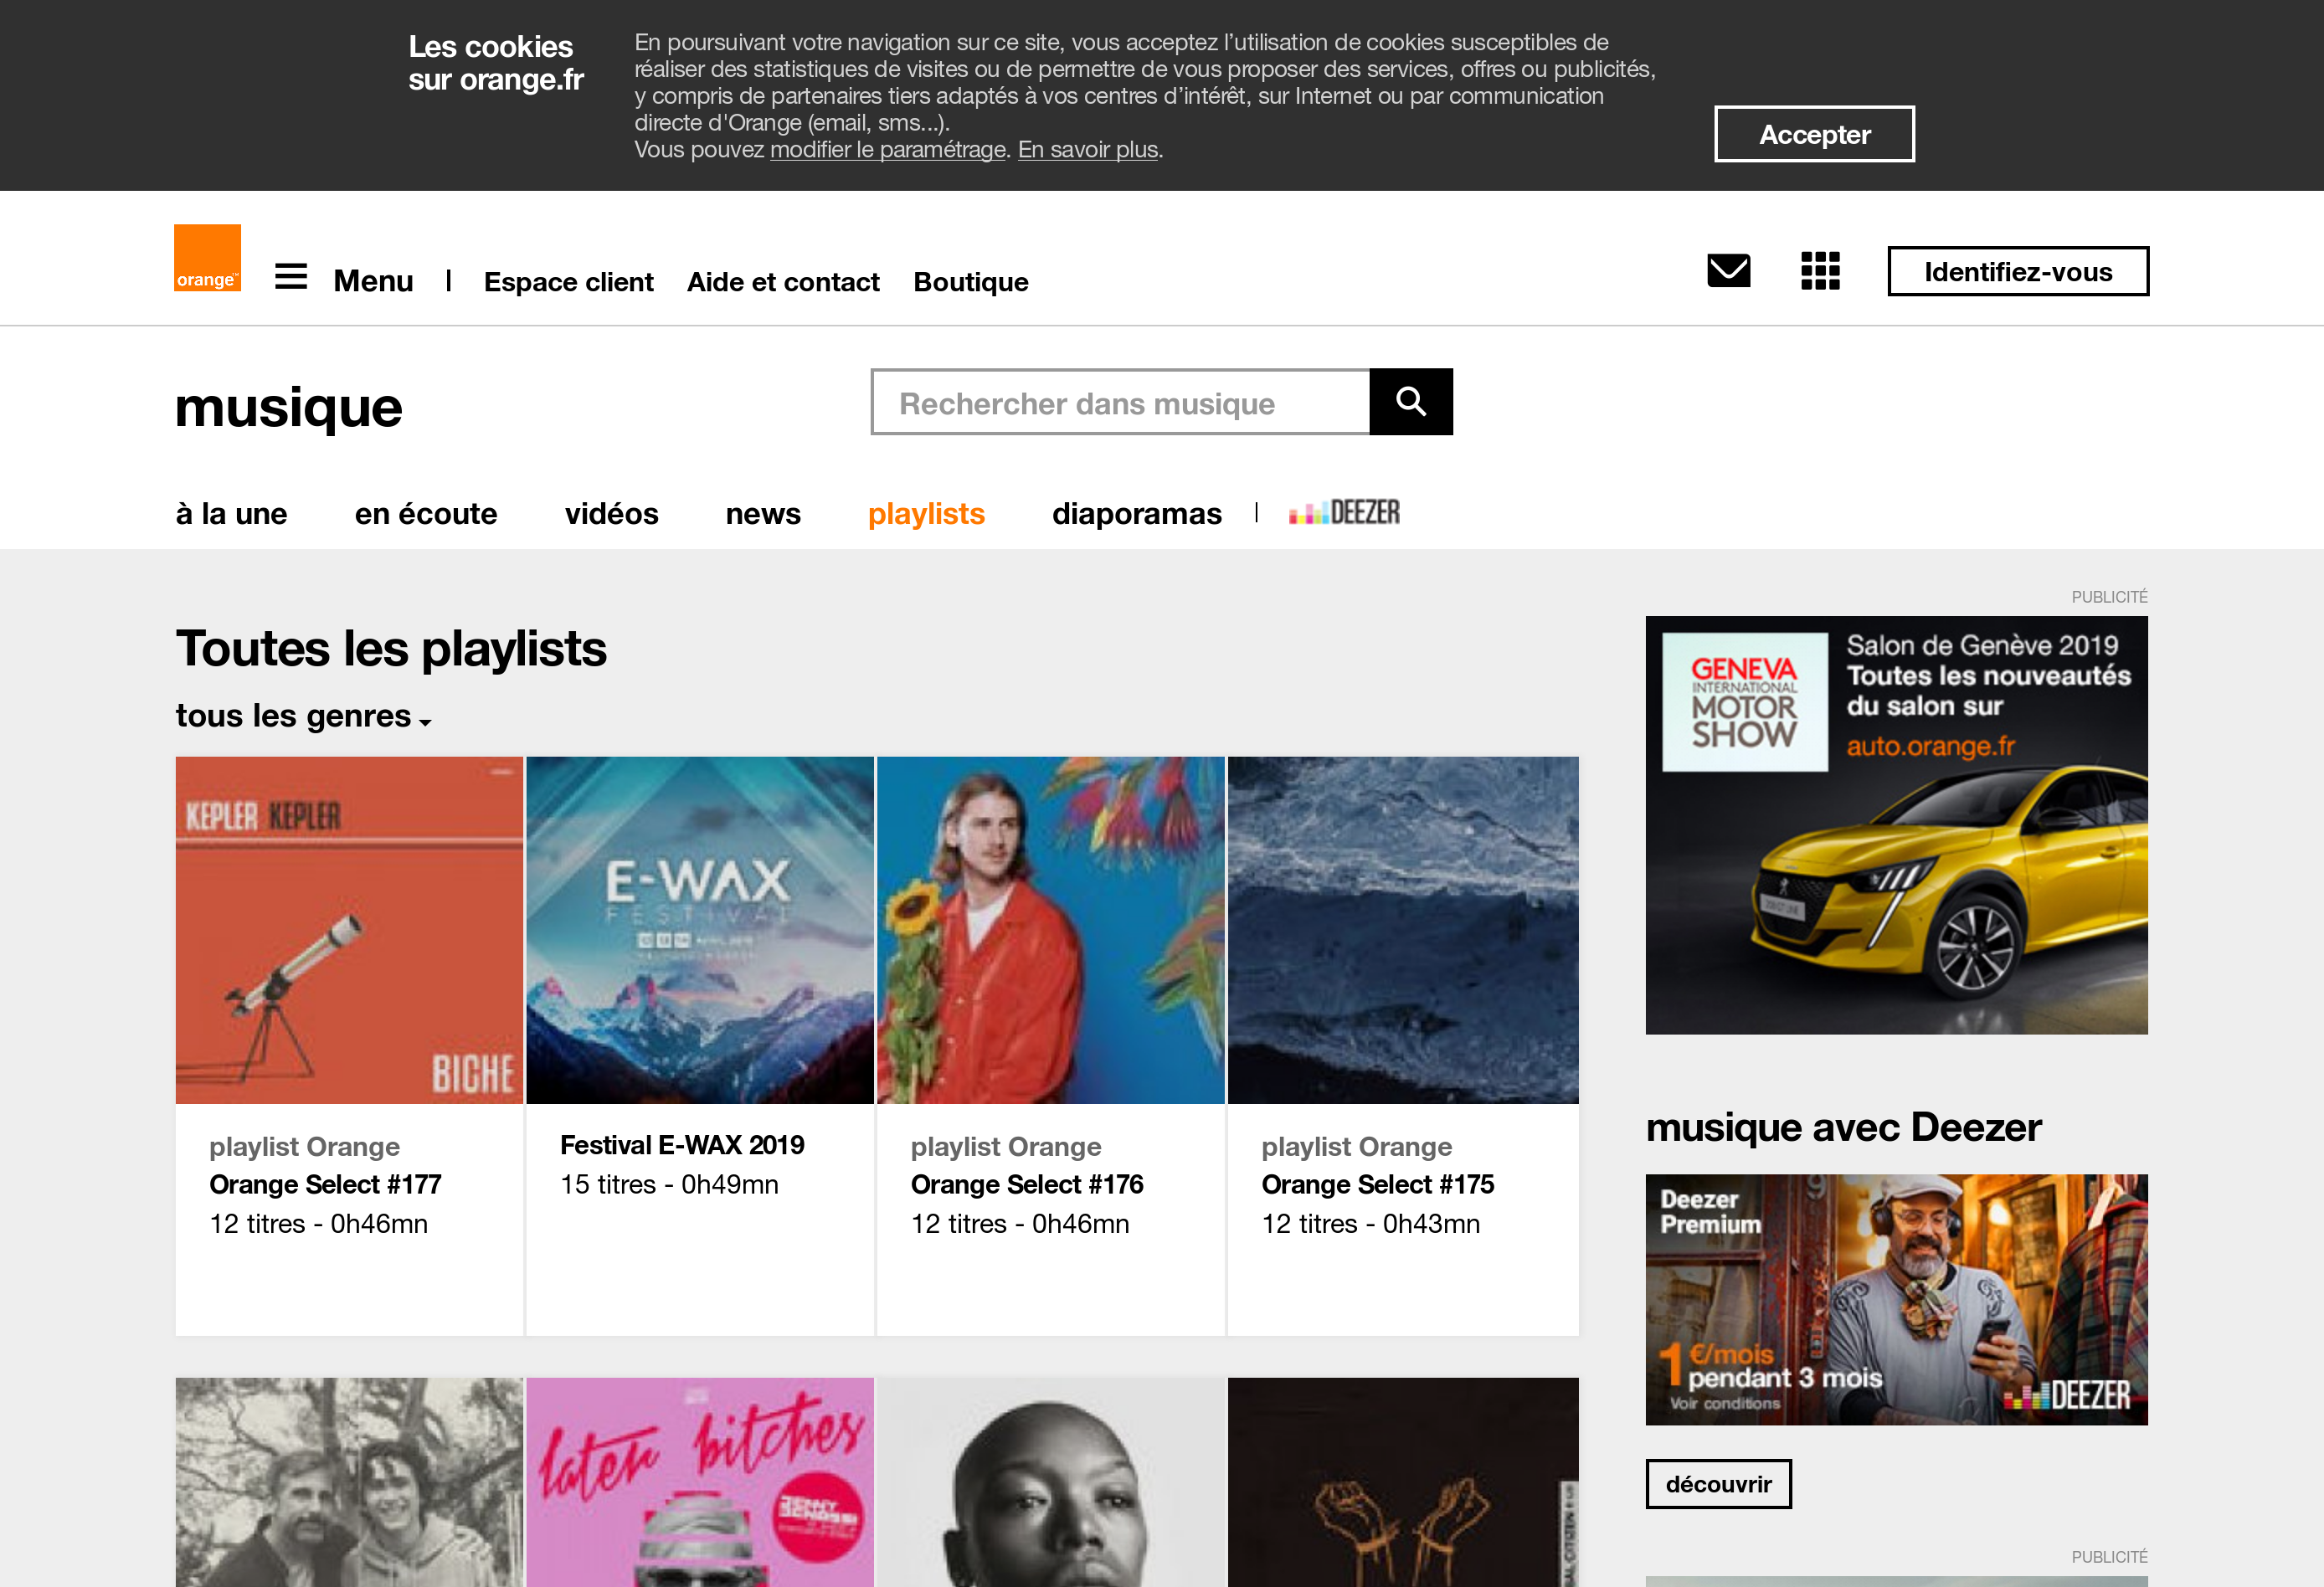 Les cookies
sur orange.fr
En poursuivant votre navigation sur ce site, vous acceptez l’utilisation de cookies susceptibles de
réaliser des statistiques de visites ou de permettre de vous proposer des services, offres ou publicités,
y compris de partenaires tiers adaptés à vos centres d’intérêt, sur Internet ou par communication
directe d'Orange (email, sms...).
Vous pouvez modifier le paramétrage. En savoir plus.
Accepter
orange™
Menu
Espace client
Aide et contact
Boutique
Identifiez-vous
musique
Rechercher dans musique
à la une
en écoute
vidéos
news
playlists
diaporamas
DEEZER
Toutes les playlists
tous les genres
KEPLER KEPLER
BICHE
E-WAX
FESTIVAL
playlist Orange
Orange Select #177
12 titres - 0h46mn
Festival E-WAX 2019
15 titres - 0h49mn
playlist Orange
Orange Select #176
12 titres - 0h46mn
playlist Orange
Orange Select #175
12 titres - 0h43mn
later bitches
PUBLICITÉ
GENEVA
INTERNATIONAL
MOTOR
SHOW
Salon de Genève 2019
Toutes les nouveautés
du salon sur
auto.orange.fr
musique avec Deezer
Deezer
Premium
1 €/mois
pendant 3 mois
Voir conditions
DEEZER
découvrir
PUBLICITÉ